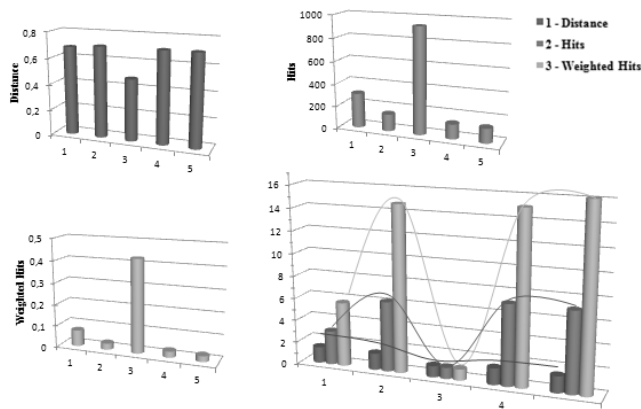 0,8
0,6
0,4
0,2
0
Distance
1 2 3 4 5
1000
800
600
400
200
0
Hits
1 2 3 4 5
1 - Distance
2 - Hits
3 - Weighted Hits
0,5
0,4
0,3
0,2
0,1
0
Weighted Hits
1 2 3 4 5
16
14
12
10
8
6
4
2
0
1 2 3 4